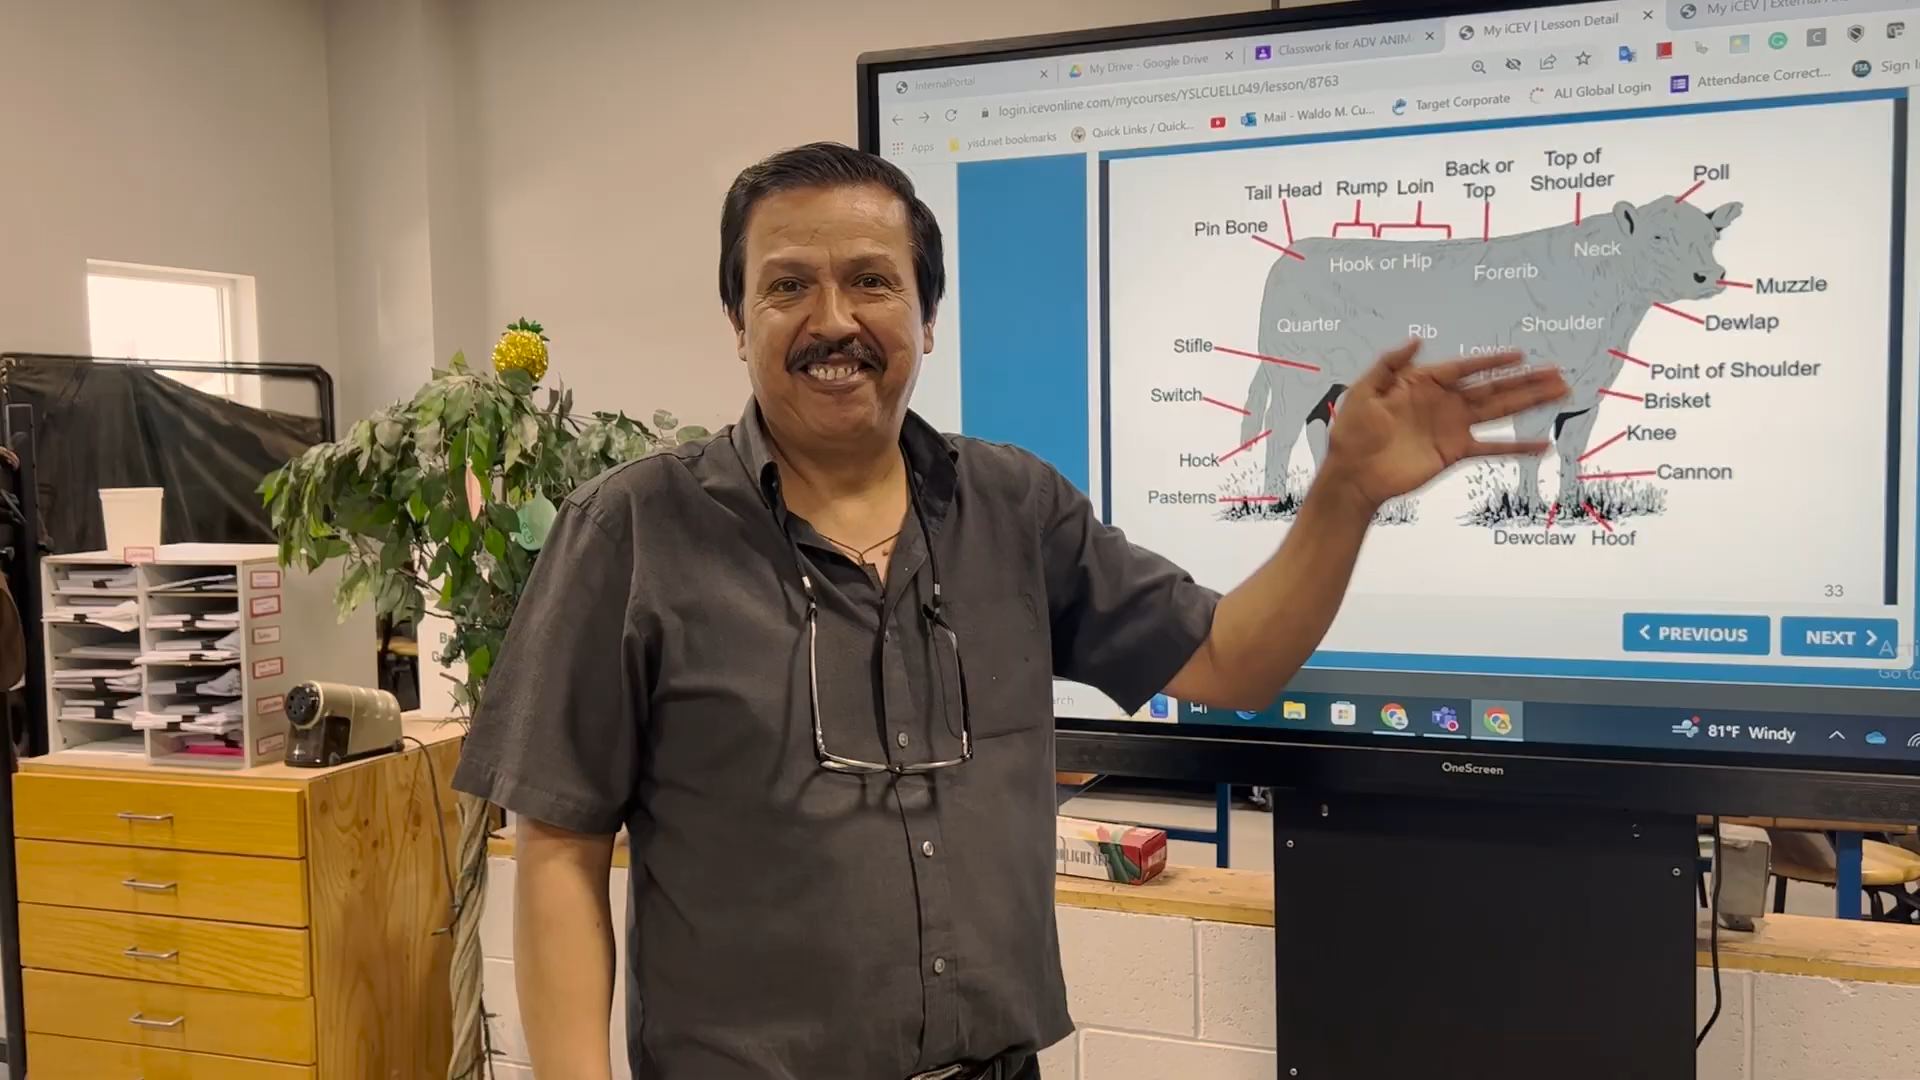 InternalPortal
My Drive - Google Drive
Classwork for ADV ANIM
My iCEV | Lesson Detail
My iCEV |
login.icevonline.com/mycourses/YSLCUELL049/lesson/8763
Apps
yisd.net bookmarks
Quick Links / Quick...
Mail - Waldo M. Cu...
Target Corporate
ALI Global Login
Attendance Correct...
FSA
Sign
Tail Head
Rump
Loin
Back or
Top
Top of
Shoulder
Poll
Pin Bone
Hook or Hip
Forerib
Neck
Muzzle
Dewlap
Quarter
Rib
Shoulder
Lower
Stifle
Point of Shoulder
Switch
Brisket
Knee
Hock
Cannon
Pasterns
Dewclaw
Hoof
33
PREVIOUS
NEXT
81°F Windy
OneScreen